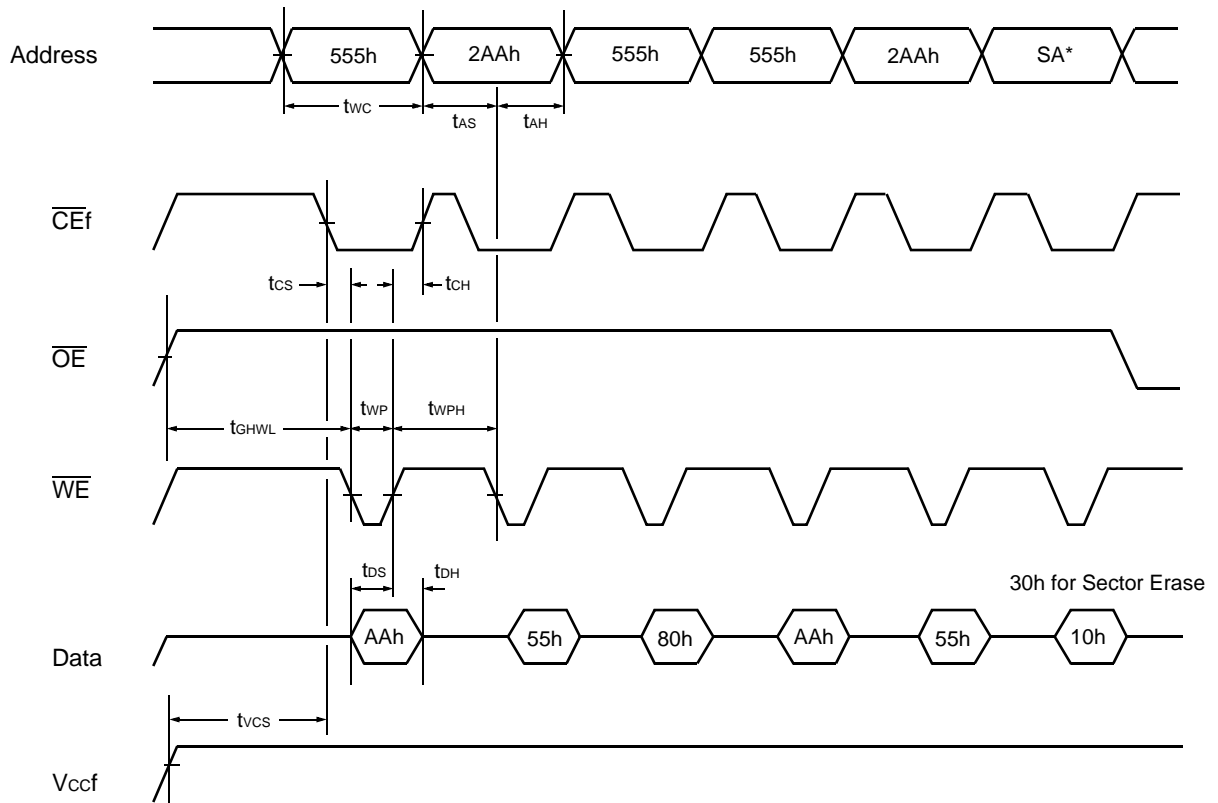 Address 555h 2AAh 555h 555h 2AAh SA*
tWC tAS tAH
CEf
tCS tCH
OE
tGHWL tWP tWPH
WE
tDS tDH
30h for Sector Erase
Data AAh 55h 80h AAh 55h 10h
tVCS
VCCf